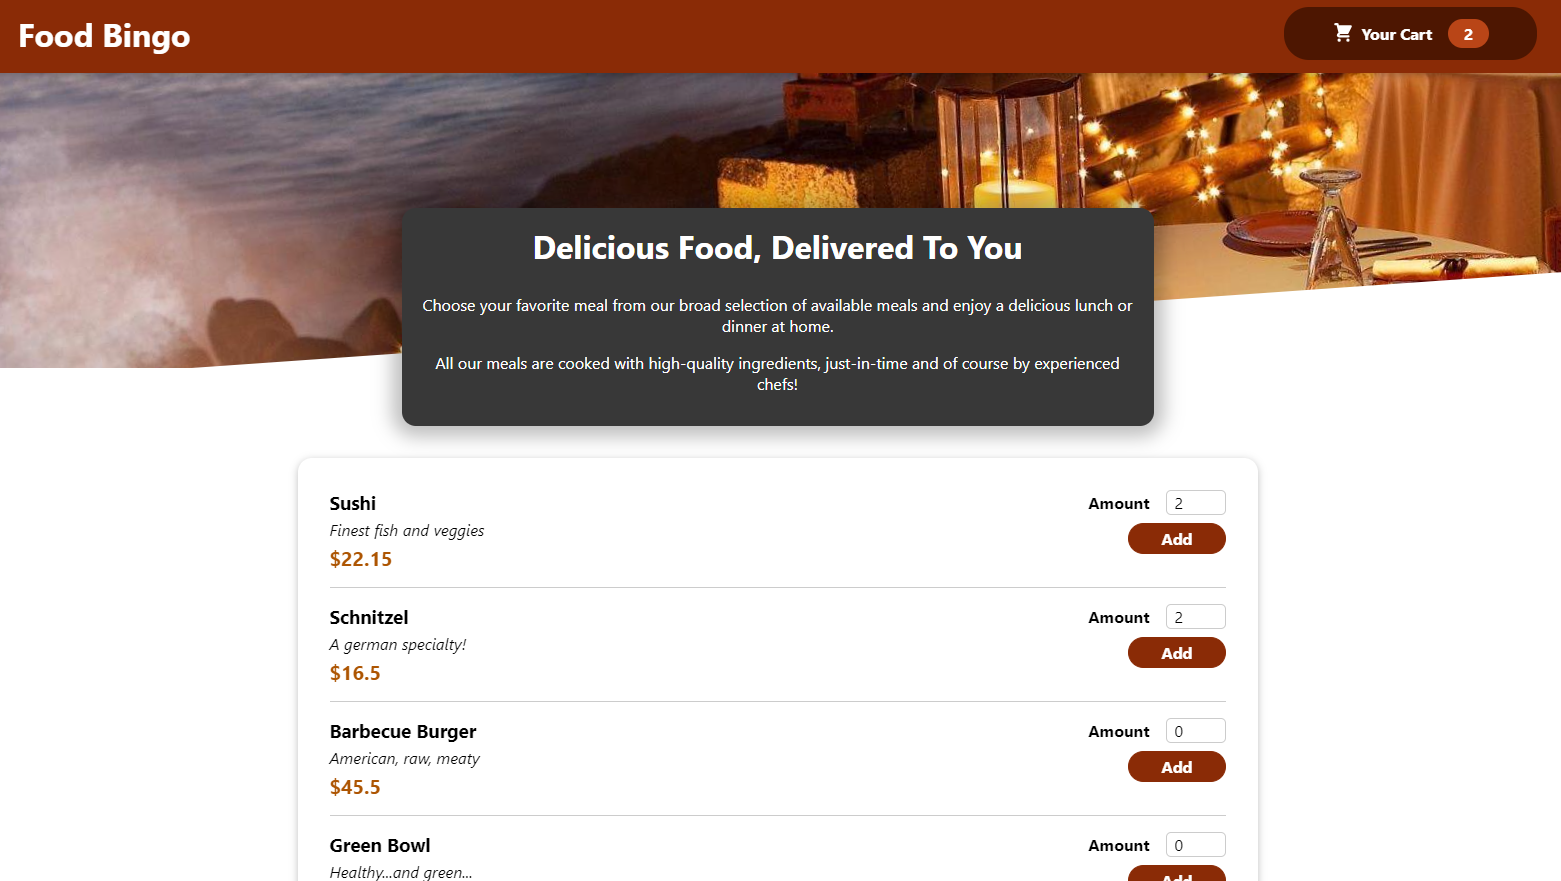 Food Bingo
Your Cart 2
Delicious Food, Delivered To You
Choose your favorite meal from our broad selection of available meals and enjoy a delicious lunch or
dinner at home.
All our meals are cooked with high-quality ingredients, just-in-time and of course by experienced
chefs!
Sushi
Amount 2
Finest fish and veggies
Add
$22.15
Schnitzel
Amount 2
A german specialty!
Add
$16.5
Barbecue Burger
Amount 0
American, raw, meaty
Add
$45.5
Green Bowl
Amount 0
Healthy...and green...
Add